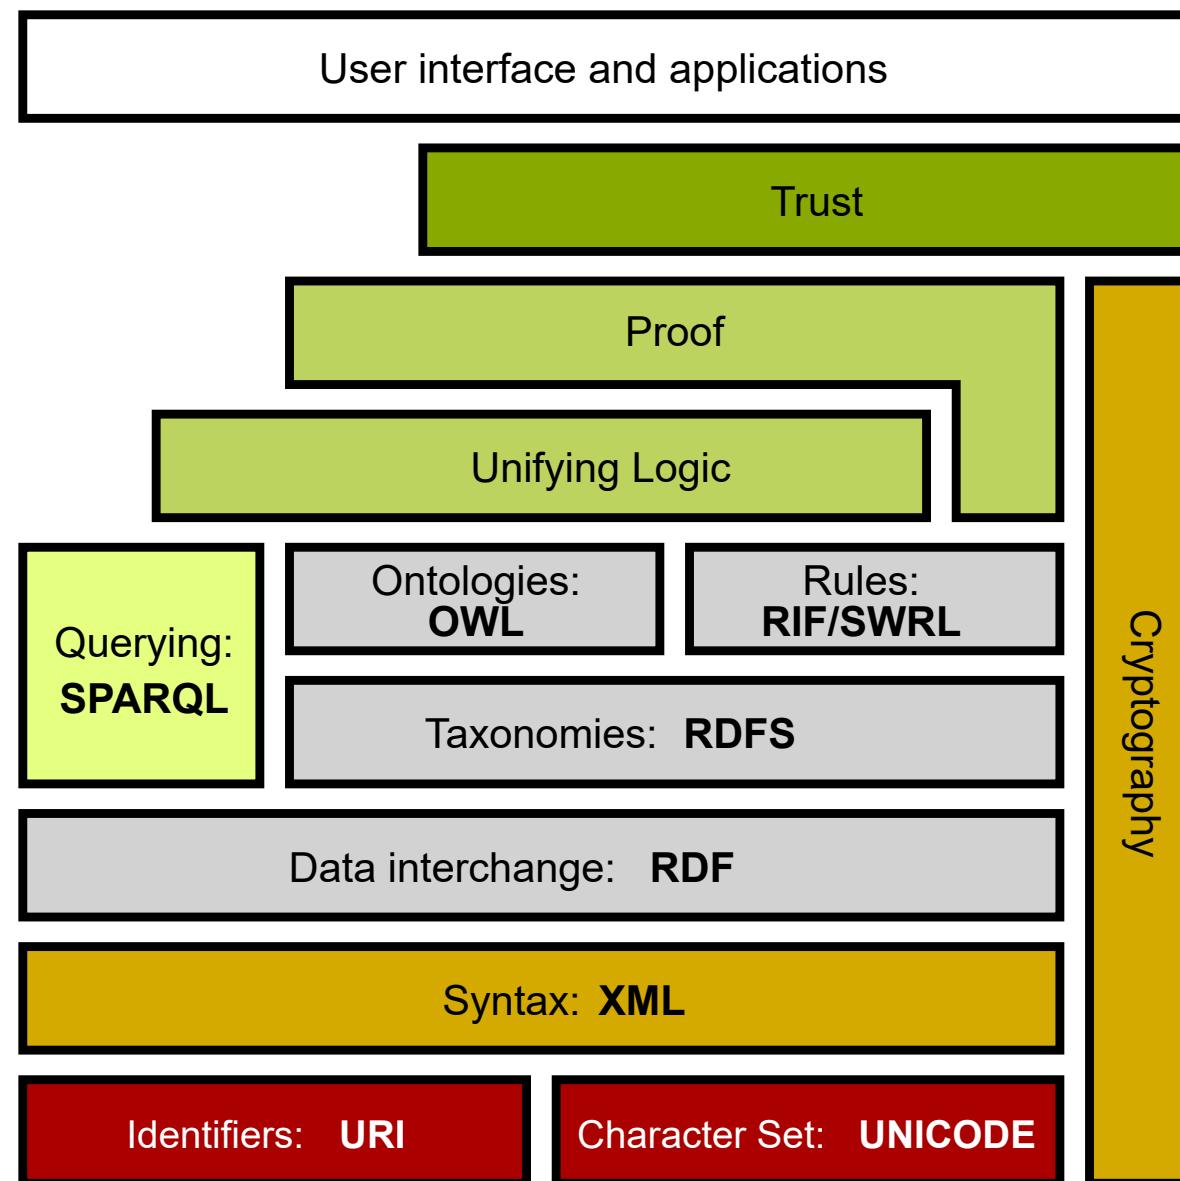 User interface and applications
Trust
Proof
Unifying Logic
Ontologies:
OWL
Rules:
RIF/SWRL
Querying:
SPARQL
Taxonomies: RDFS
Cryptography
Data interchange: RDF
Syntax: XML
Identifiers: URI
Character Set: UNICODE